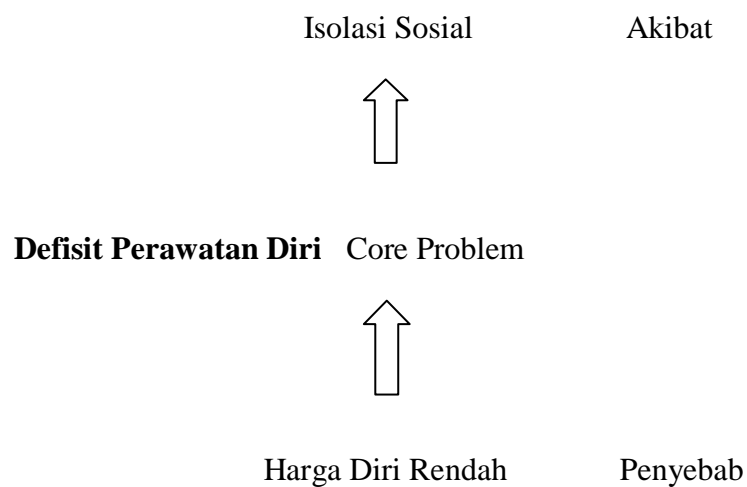 Isolasi Sosial Akibat
Defisit Perawatan Diri Core Problem
Harga Diri Rendah Penyebab